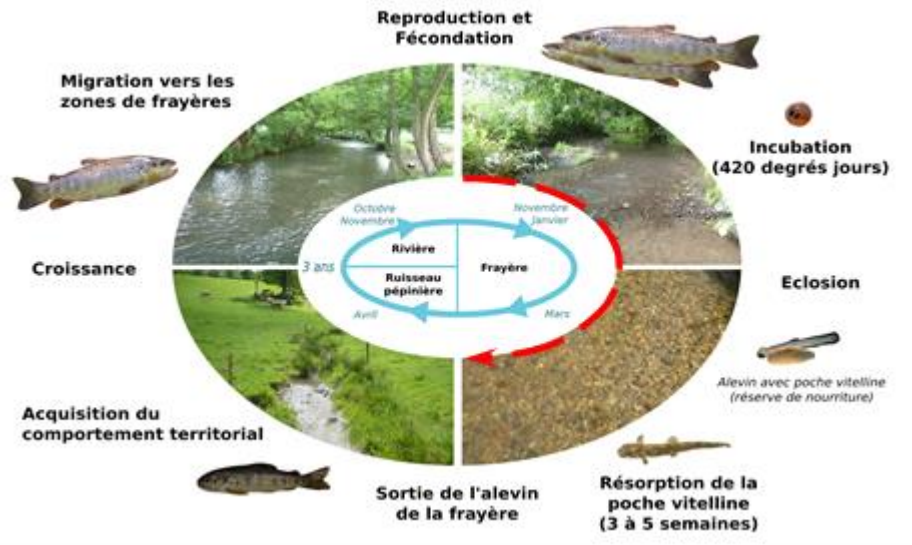 Reproduction et
Fécondation
Migration vers les
zones de frayères
Incubation
(420 degrés jours)
Octobre
Novembre
Novembre
Janvier
Rivière
3 ans
Frayère
Croissance
Ruisseau
pépinière
Eclosion
Avril
Mars
Alevin avec poche vitelline
(réserve de nourriture)
Acquisition du
comportement territorial
Sortie de l'alevin
de la frayère
Résorption de la
poche vitelline
(3 à 5 semaines)